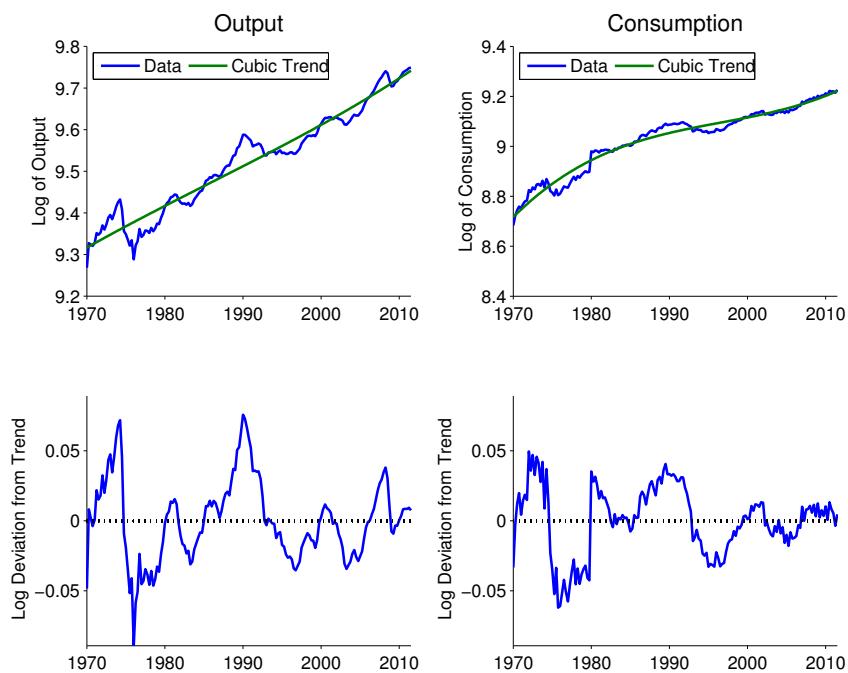 Output
Log of Output
9.8
9.7
9.6
9.5
9.4
9.3
9.2
Data
Cubic Trend
1970 1980 1990 2000 2010
Consumption
Log of Consumption
9.4
9.2
9
8.8
8.6
8.4
Data
Cubic Trend
1970 1980 1990 2000 2010
Log Deviation from Trend
0.05
0
−0.05
1970 1980 1990 2000 2010
Log Deviation from Trend
0.05
0
−0.05
1970 1980 1990 2000 2010